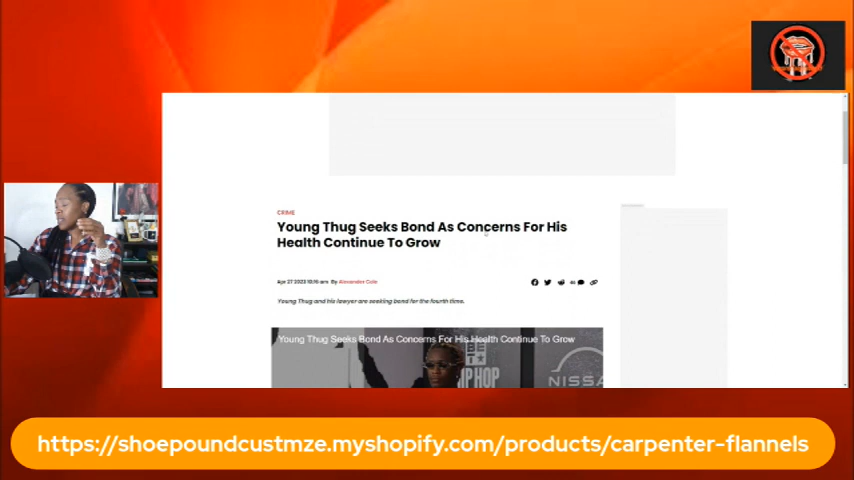 CRIME
Young Thug Seeks Bond As Concerns For His
Health Continue To Grow
By Alexander Cole
Young Thug and his lawyer are seeking bond for the fourth time.
Young Thug Seeks Bond As Concerns For His Health Continue To Grow
HIP HOP
NISSA
https://shoepoundcustmze.myshopify.com/products/carpenter-flannels